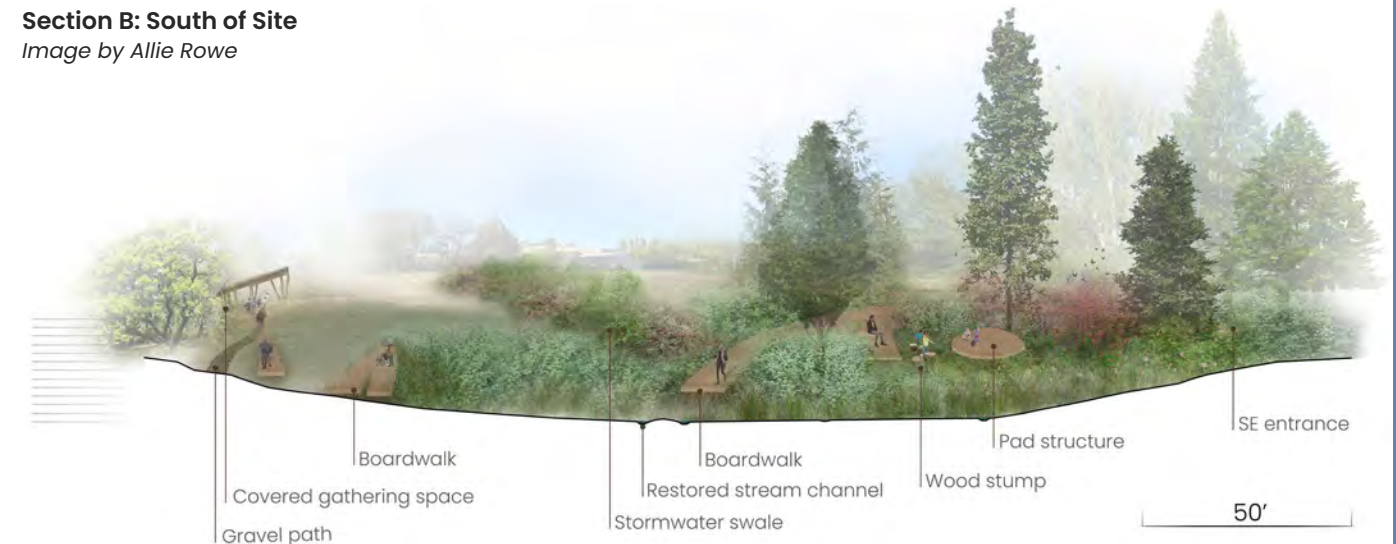 Section B: South of Site
Image by Allie Rowe
SE entrance
Pad structure
Boardwalk
Boardwalk
Wood stump
Covered gathering space
Restored stream channel
Stormwater swale
Gravel path
50'